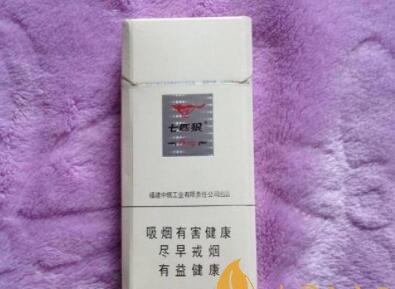 七匹狼
福建中烟工业有限责任公司出品
吸烟有害健康
尽早戒烟
有益健康